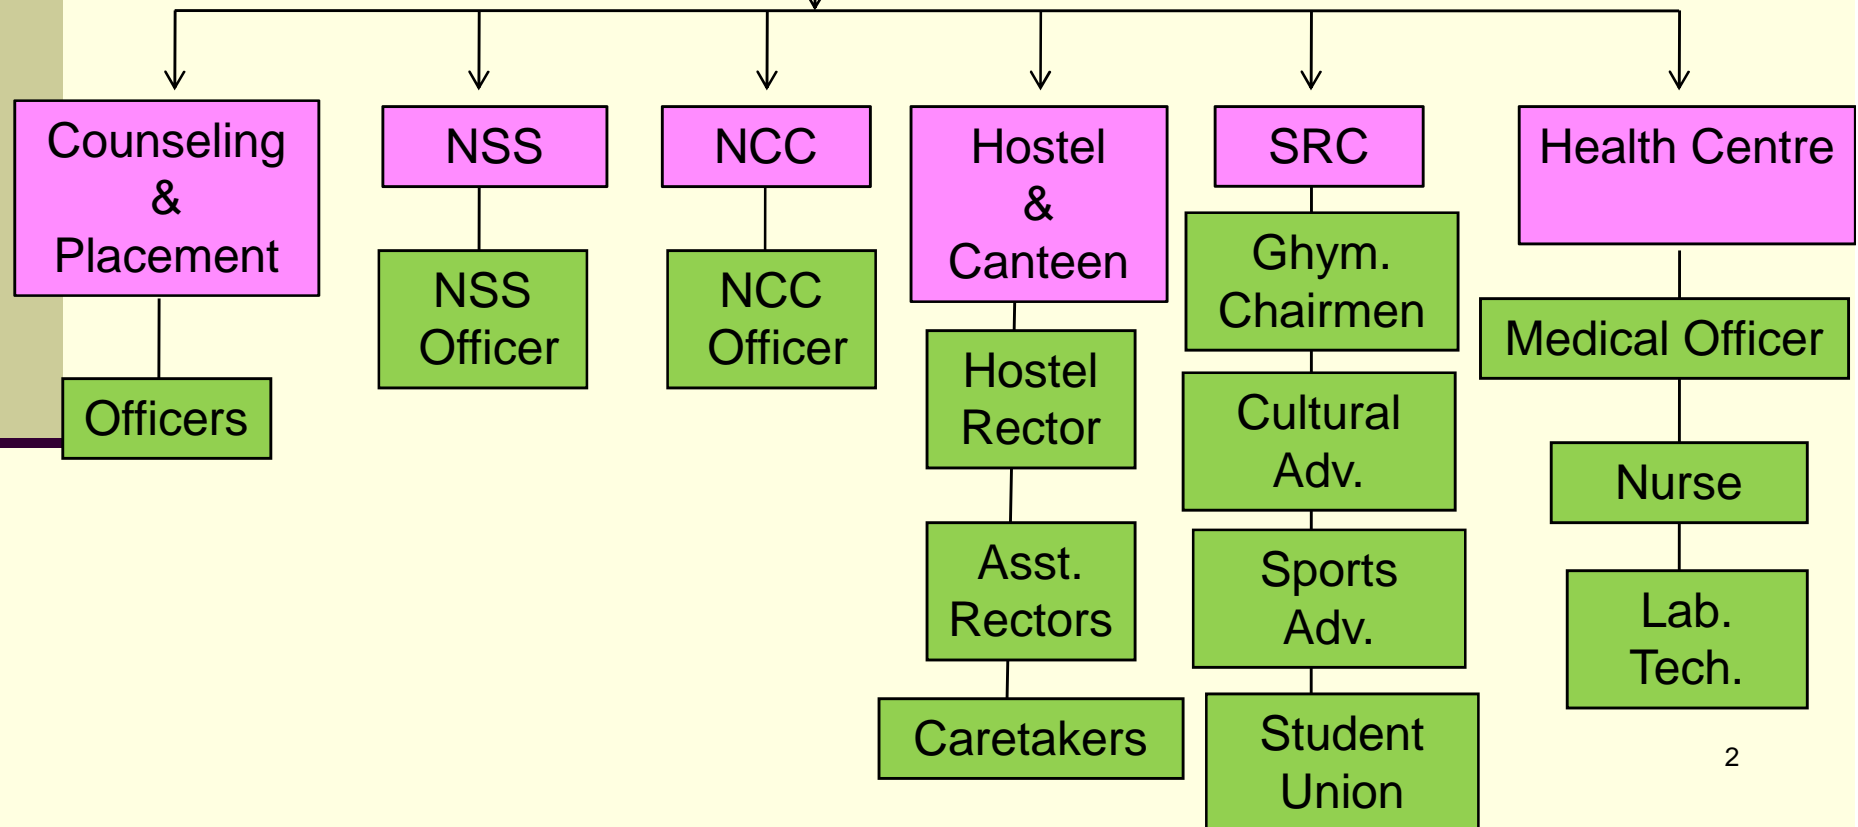 Counseling
&
Placement
NSS
NCC
Hostel
&
Canteen
SRC
Health Centre
Officers
NSS
Officer
NCC
Officer
Hostel
Rector
Asst.
Rectors
Caretakers
Ghym.
Chairmen
Cultural
Adv.
Sports
Adv.
Student
Union
Medical Officer
Nurse
Lab.
Tech.
2